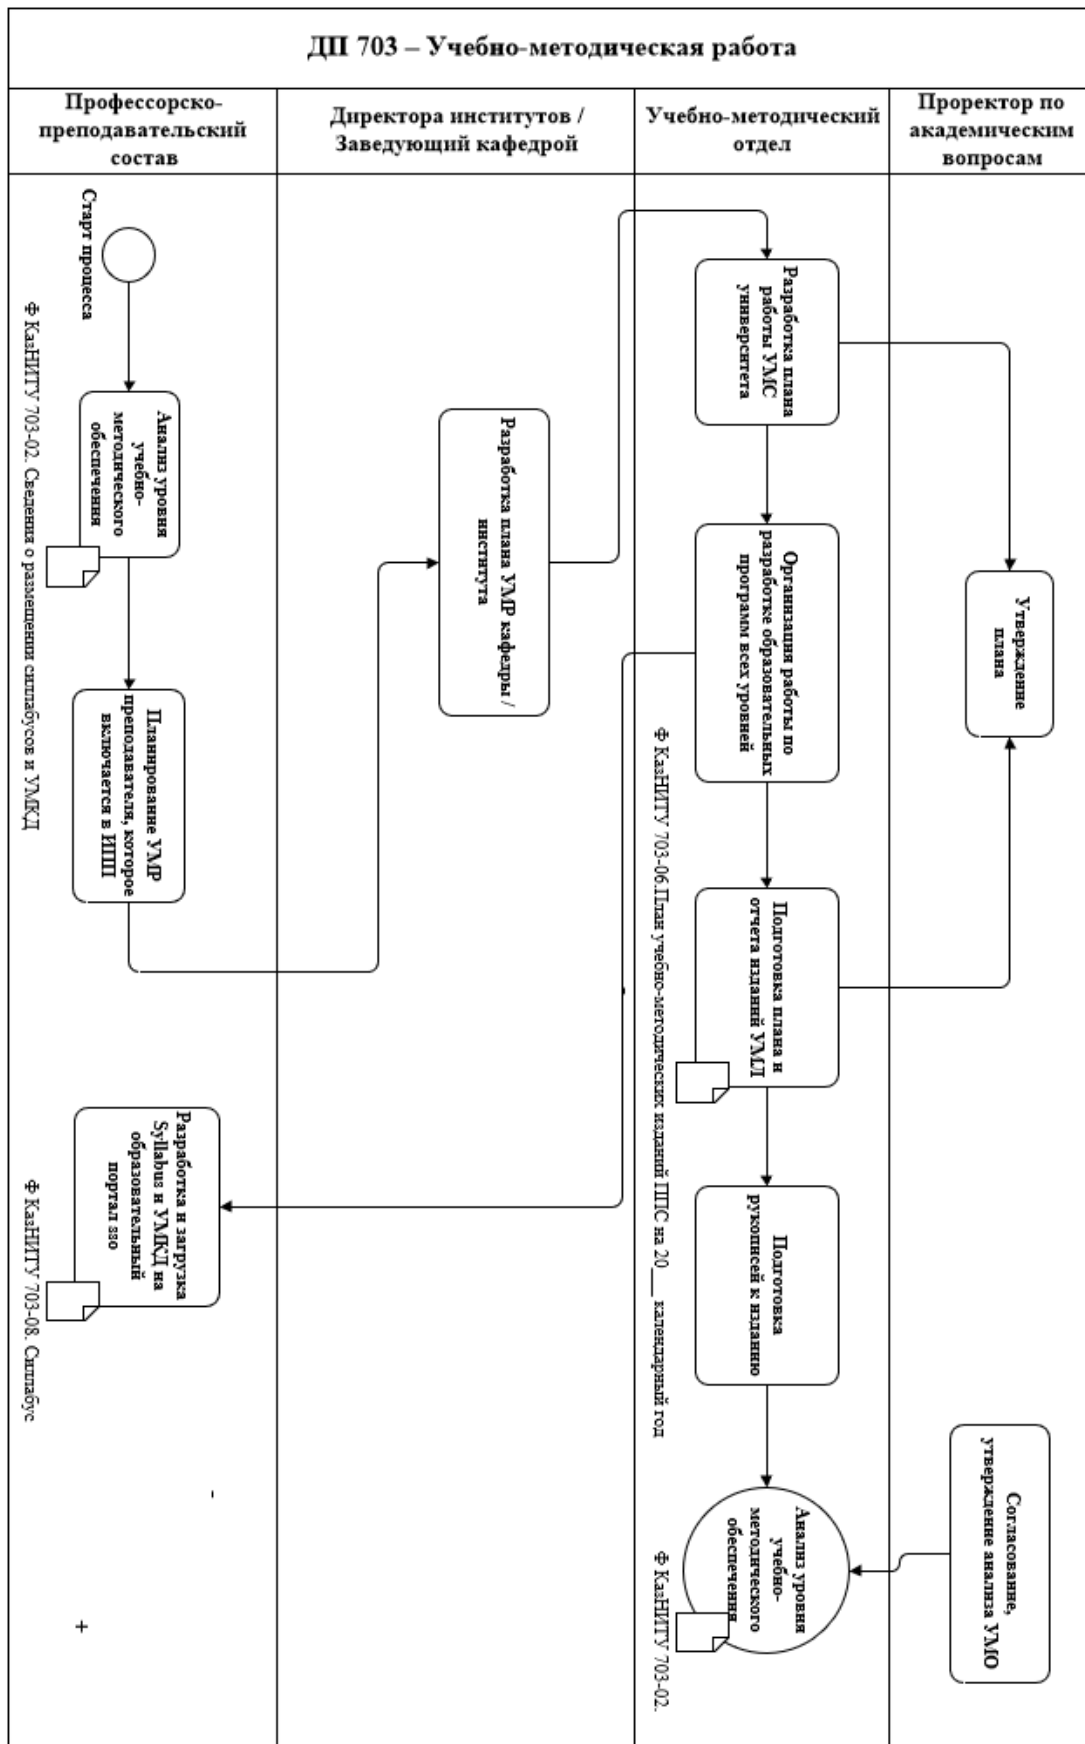 ДП 703 – Учебно-методическая работа
Профессорско-
преподавательский
состав
Директора институтов /
Заведующий кафедрой
Учебно-методический
отдел
Проректор по
академическим
вопросам
Старт процесса
Анализ уровня
учебно-
методического
обеспечения
Ф КазНИТУ 703-02. Сведения о размещении силлабусов и УМКД
Планирование УМР
преподавателя, которое
включается в ИПП
Разработка и загрузка
Syllabus и УМКД на
образовательный
портал sso
Ф КазНИТУ 703-08. Силлабус
-
+
Разработка плана УМР кафедры /
института
Разработка плана
работы УМС
университета
Организация работы по
разработке образовательных
программ всех уровней
Подготовка плана и
отчета изданий УМЛ
Ф КазНИТУ 703-06.План учебно-методических изданий ППС на 20___ календарный год
Подготовка
рукописей к изданию
Анализ уровня
учебно-
методического
обеспечения
Ф КазНИТУ 703-02.
Утверждение
плана
Согласование,
утверждение анализа УМО